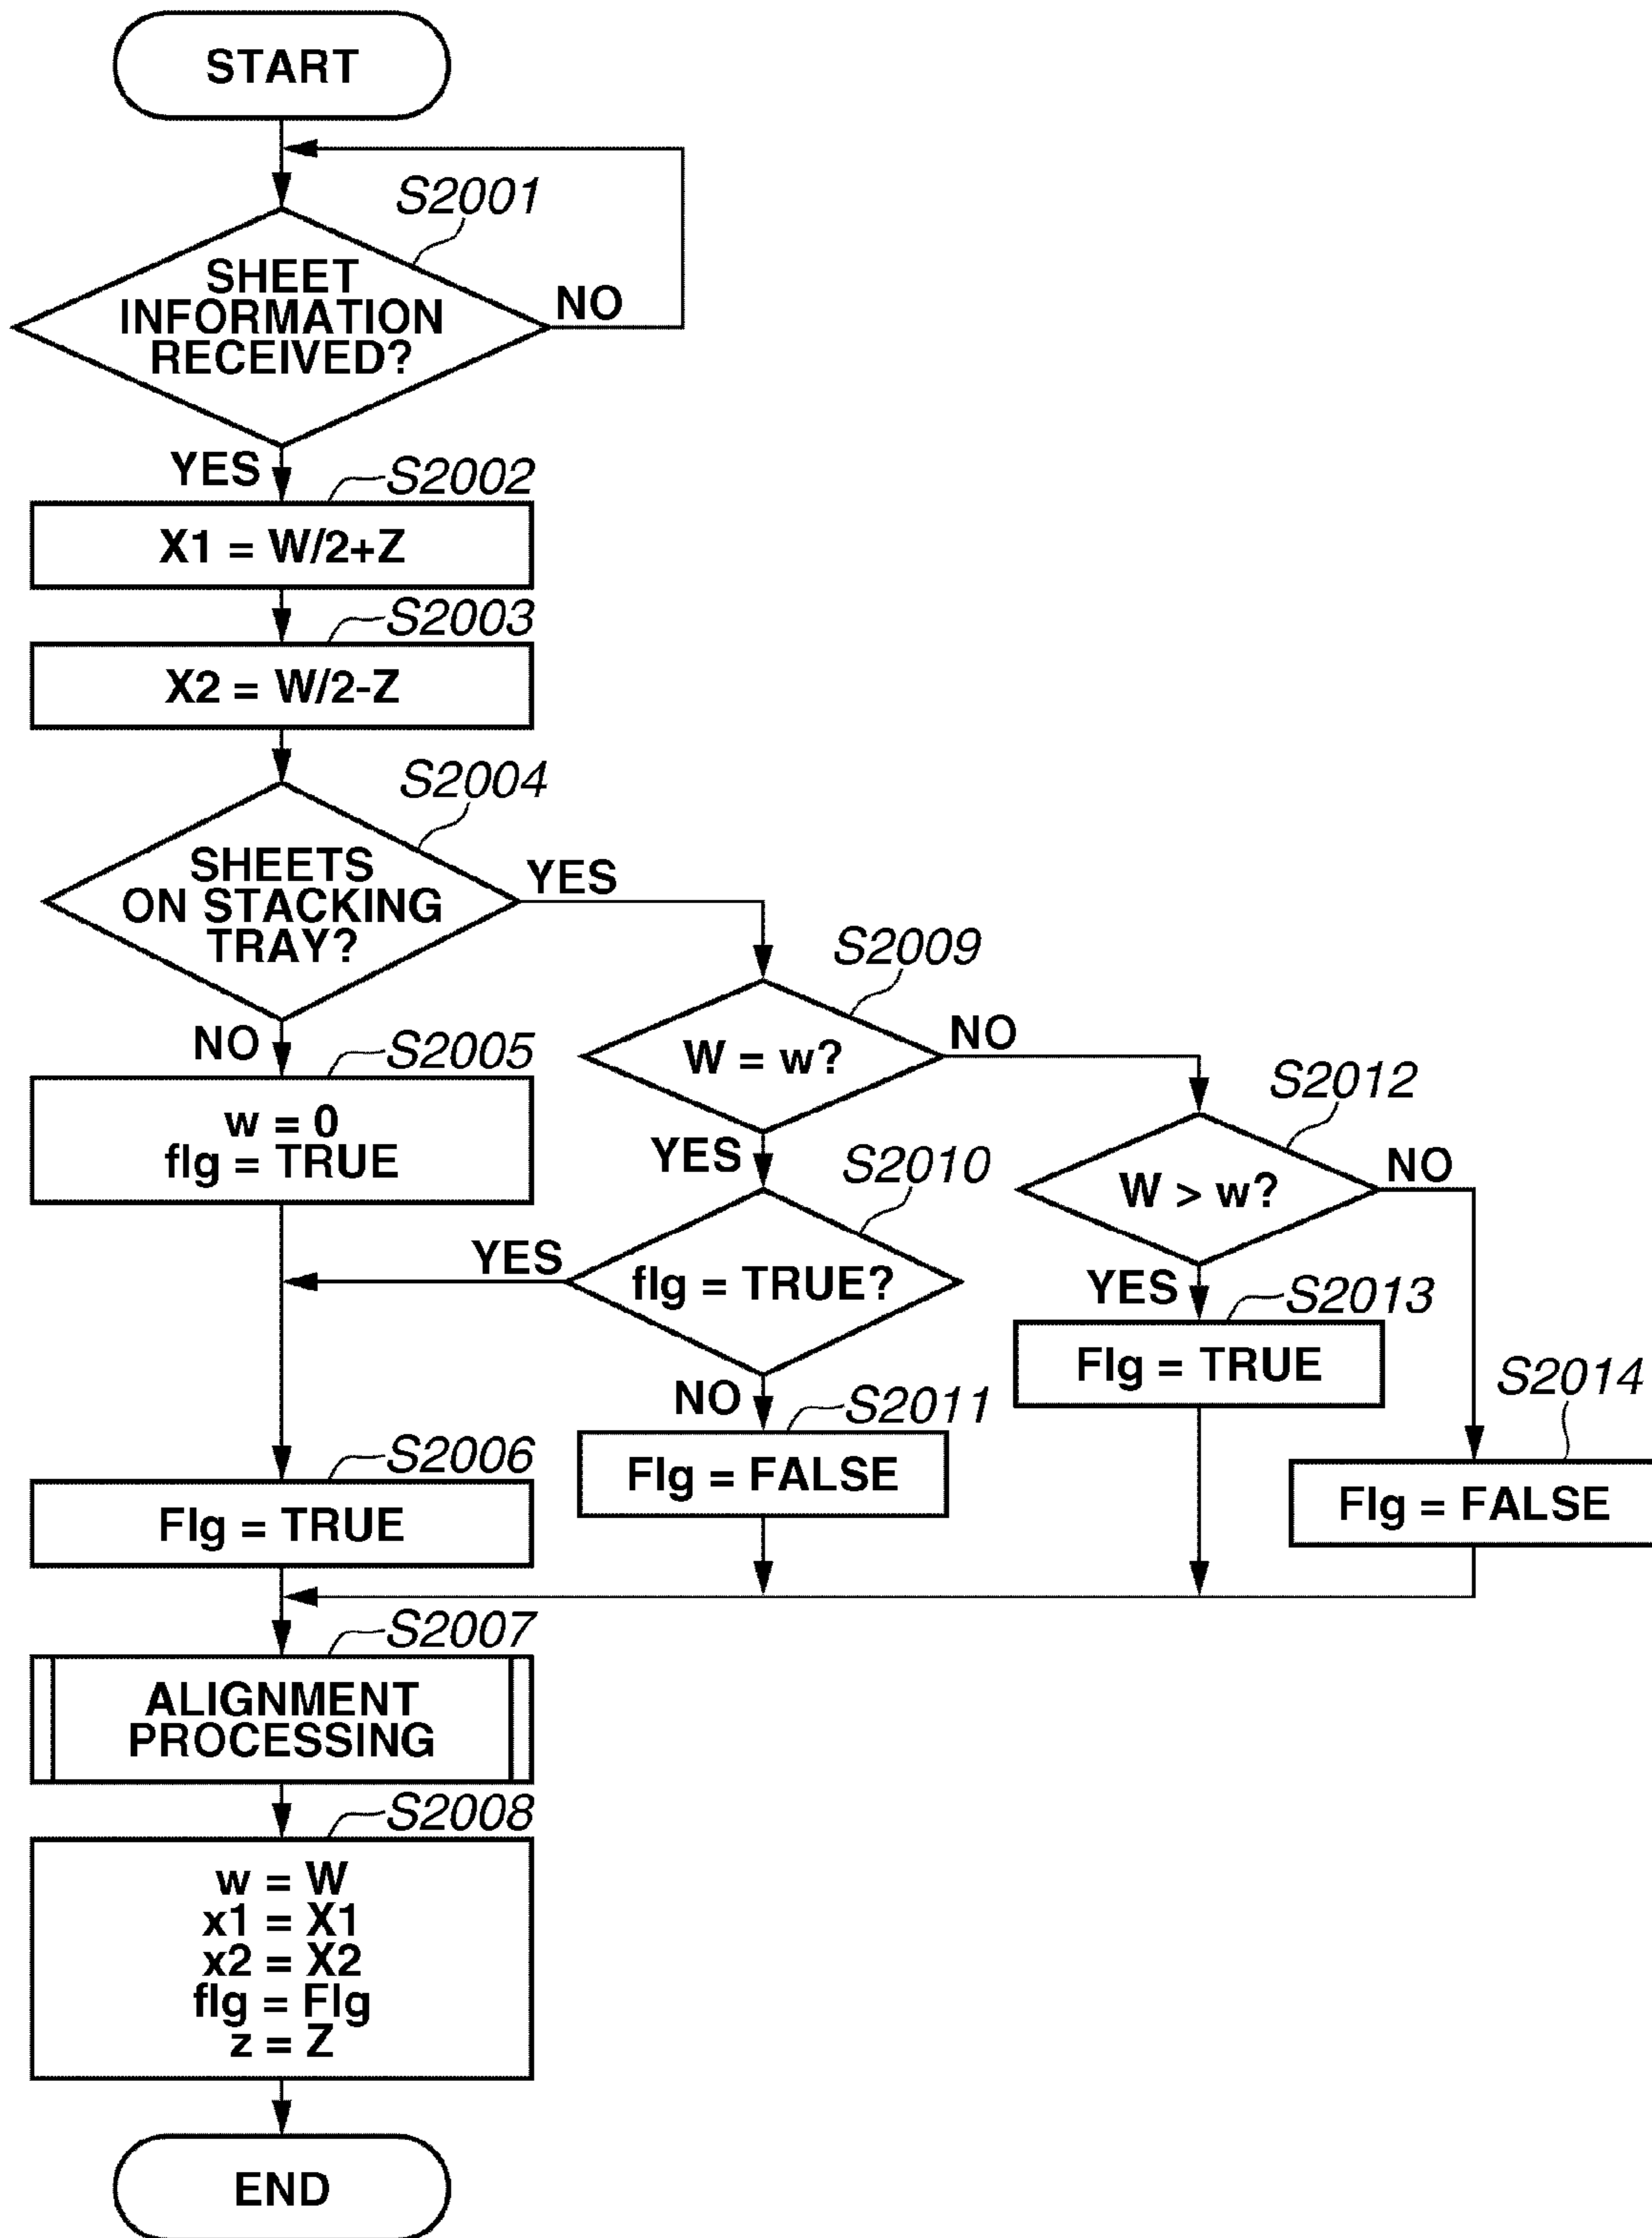 START
S2001
SHEET
INFORMATION
RECEIVED?
NO
YES
S2002
X1 = W/2+Z
S2003
X2 = W/2-Z
S2004
SHEETS
ON STACKING
TRAY?
YES
NO
S2005
w = 0
flg = TRUE
S2009
W = w?
NO
YES
S2010
flg = TRUE?
YES
NO
S2011
Flg = FALSE
S2012
W > w?
NO
YES
S2013
Flg = TRUE
S2014
Flg = FALSE
S2006
Flg = TRUE
S2007
ALIGNMENT
PROCESSING
S2008
w = W
x1 = X1
x2 = X2
flg = Flg
z = Z
END